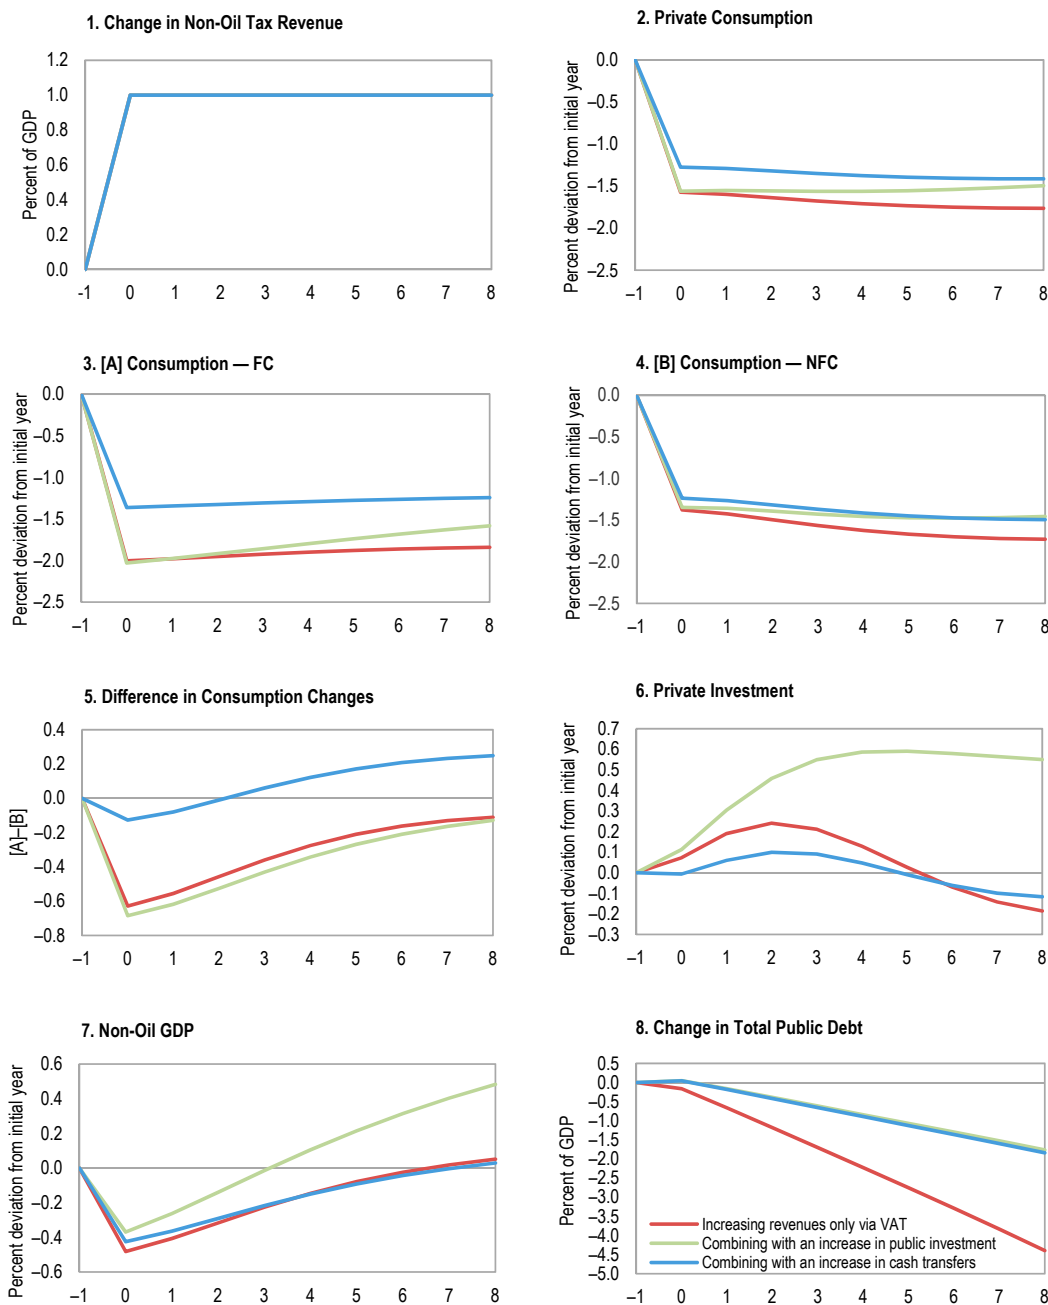 1. Change in Non-Oil Tax Revenue
Percent of GDP
1.2
1.0
0.8
0.6
0.4
0.2
0.0
-1 0 1 2 3 4 5 6 7 8
2. Private Consumption
Percent deviation from initial year
0.0
–0.5
–1.0
–1.5
–2.0
–2.5
–1 0 1 2 3 4 5 6 7 8
3. [A] Consumption — FC
Percent deviation from initial year
0.0
–0.5
–1.0
–1.5
–2.0
–2.5
–1 0 1 2 3 4 5 6 7 8
4. [B] Consumption — NFC
Percent deviation from initial year
0.0
–0.5
–1.0
–1.5
–2.0
–2.5
–1 0 1 2 3 4 5 6 7 8
5. Difference in Consumption Changes
[A]–[B]
0.4
0.2
0.0
–0.2
–0.4
–0.6
–0.8
–1 0 1 2 3 4 5 6 7 8
6. Private Investment
Percent deviation from initial year
0.7
0.6
0.5
0.4
0.3
0.2
0.1
0.0
–0.1
–0.2
–0.3
–1 0 1 2 3 4 5 6 7 8
7. Non-Oil GDP
Percent deviation from initial year
0.6
0.4
0.2
0.0
–0.2
–0.4
–0.6
–1 0 1 2 3 4 5 6 7 8
8. Change in Total Public Debt
Percent of GDP
0.5
0.0
–0.5
–1.0
–1.5
–2.0
–2.5
–3.0
–3.5
–4.0
–4.5
–5.0
Increasing revenues only via VAT
Combining with an increase in public investment
Combining with an increase in cash transfers
–1 0 1 2 3 4 5 6 7 8